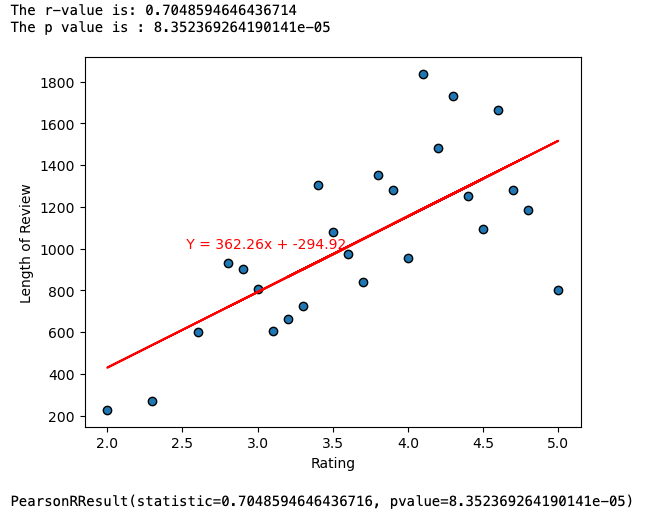 The r-value is: 0.7048594646436714
The p value is : 8.352369264190141e-05
1800
1600
1400
1200
1000
800
600
400
200
Length of Review
Y = 362.26x + -294.92
2.0 2.5 3.0 3.5 4.0 4.5 5.0
Rating
PearsonRResult(statistic=0.7048594646436716, pvalue=8.352369264190141e-05)